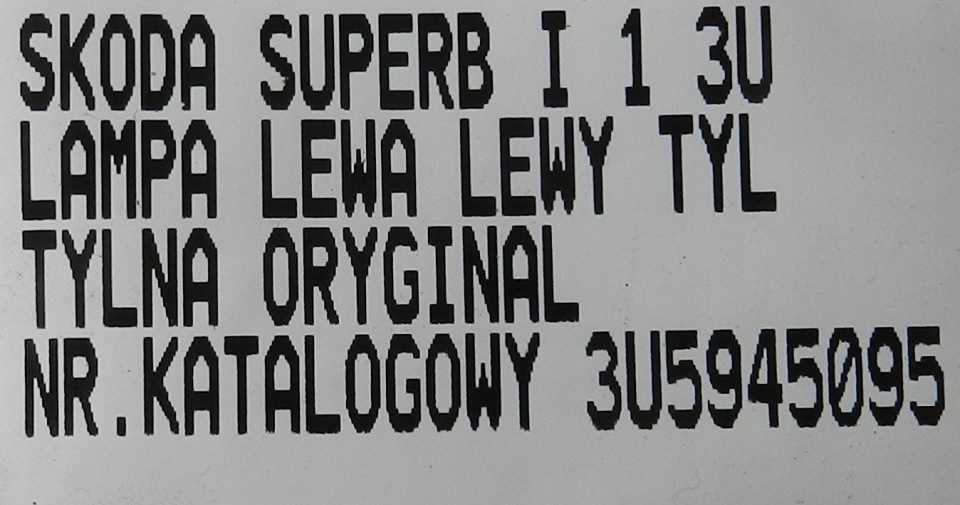 SKODA SUPERB I 1 3U
LAMPA LEWA LEWY TYL
TYLNA ORYGINAL
NR.KATALOGOWY 3U5945095